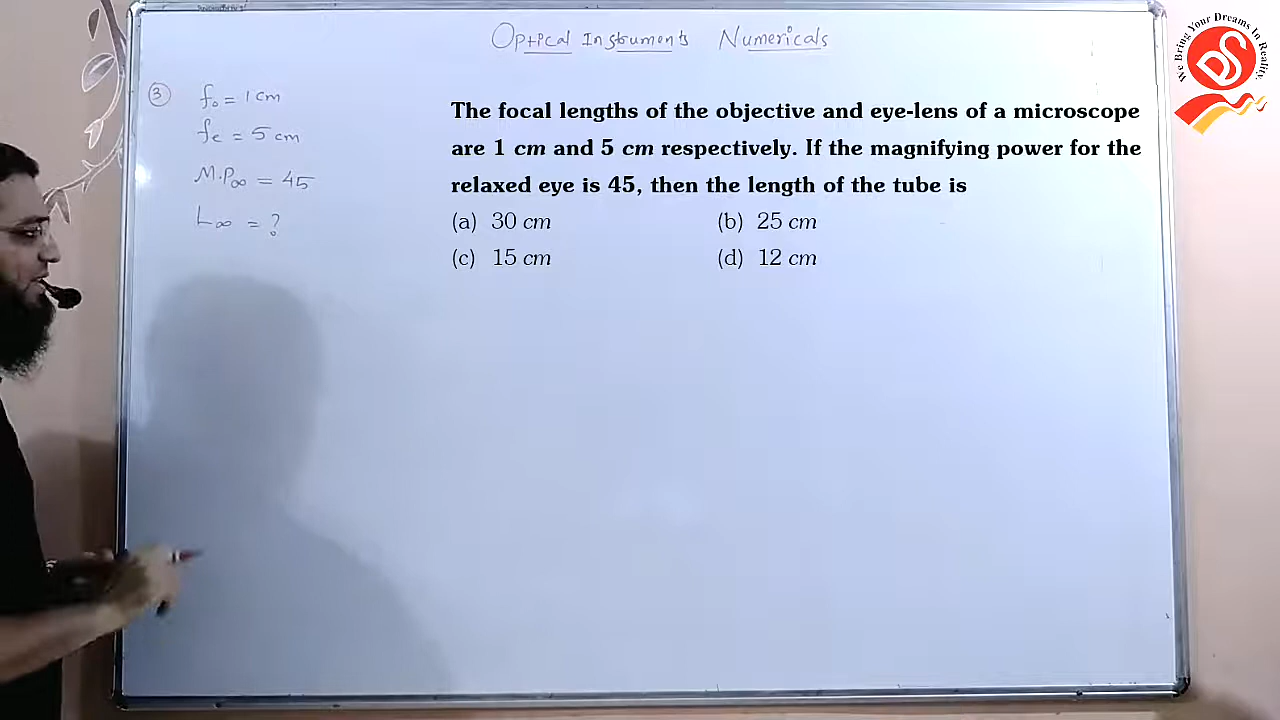 Optical Instruments Numericals
We Bring Your Dreams In Reality
DS
3
f₀ = 1 cm
fe = 5 cm
M.P∞ = 45
L∞ = ?
The focal lengths of the objective and eye-lens of a microscope
are 1 cm and 5 cm respectively. If the magnifying power for the
relaxed eye is 45, then the length of the tube is
(a) 30 cm (b) 25 cm
(c) 15 cm (d) 12 cm